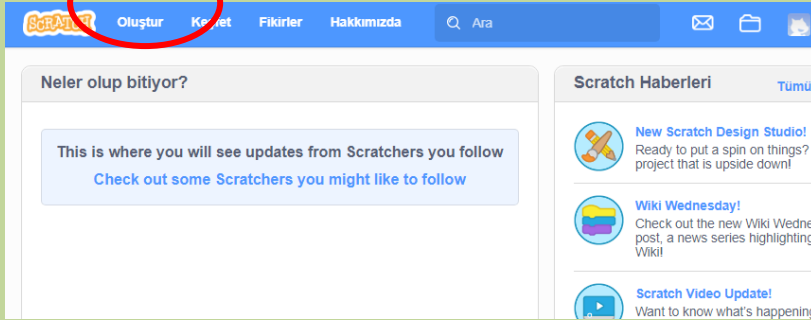 SCRATCH Oluştur Keşfet Fikirler Hakkımızda Ara
Neler olup bitiyor?
This is where you will see updates from Scratchers you follow
Check out some Scratchers you might like to follow
Scratch Haberleri
New Scratch Design Studio!
Ready to put a spin on things?
project that is upside down!
Wiki Wednesday!
Check out the new Wiki
post, a news series highlighting
Wiki!
Scratch Video Update!
Want to know what's happening